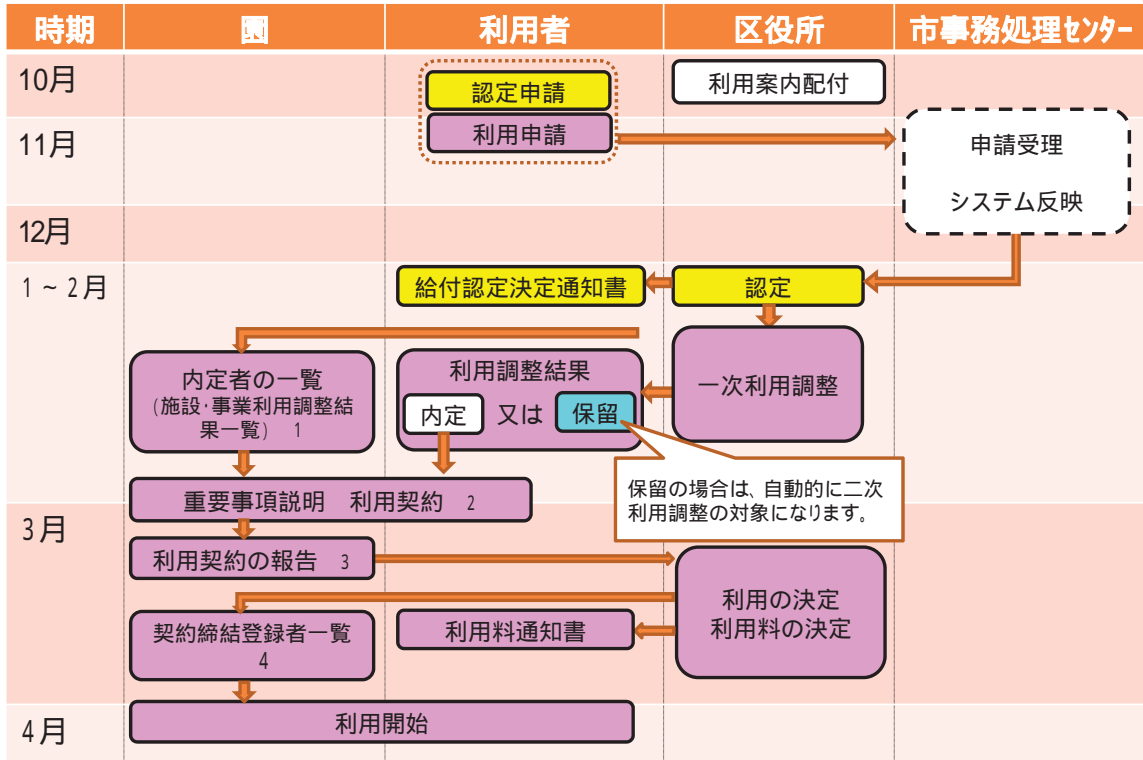 時期
園
利用者
区役所
市事務処理センター
10月
認定申請
利用案内配付
11月
利用申請
申請受理
システム反映
12月
1～2月
給付認定決定通知書
認定
内定者の一覧
(施設・事業利用調整結
果一覧) 1
利用調整結果
内定 又は 保留
一次利用調整
保留の場合は、自動的に二次
利用調整の対象になります。
重要事項説明 利用契約 2
3月
利用契約の報告 3
利用の決定
利用料の決定
契約締結登録者一覧
4
利用料通知書
4月
利用開始